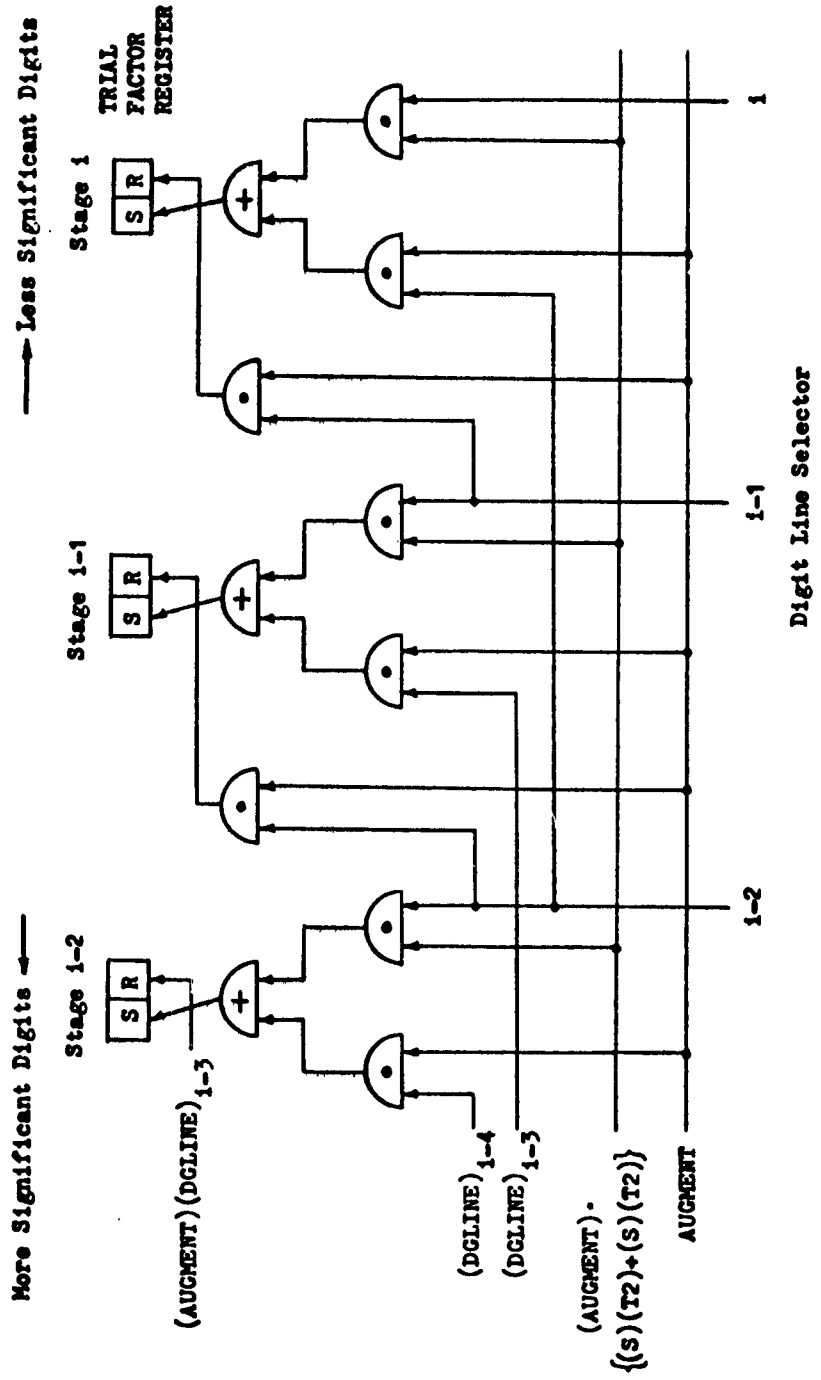 More Significant Digits
Less Significant Digits
Stage i-2
Stage i-1
Stage i
TRIAL
FACTOR
REGISTER
S R
S R
S R
(AUGMENT)(DGLINE)i-3
+
+
+
(DGLINE)i-4
(DGLINE)i-3
(AUGMENT)•
{(S)(T2)+(S)(T2)}
AUGMENT
i-2
i-1
i
Digit Line Selector